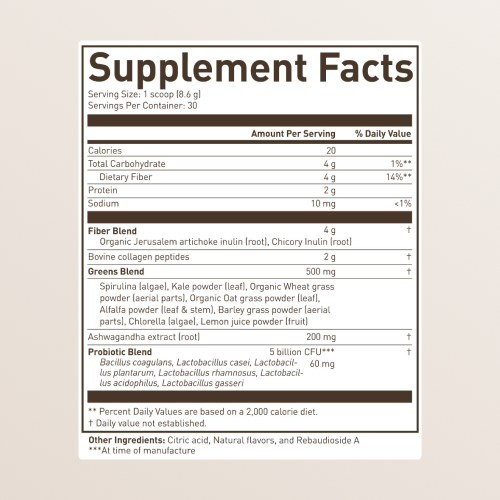 Supplement Facts
Serving Size: 1 scoop (8.6 g)
Servings Per Container: 30
Amount Per Serving % Daily Value
Calories 20
Total Carbohydrate 4 g 1%**
Dietary Fiber 4 g 14%**
Protein 2 g
Sodium 10 mg <1%
Fiber Blend 4 g †
Organic Jerusalem artichoke inulin (root), Chicory Inulin (root)
Bovine collagen peptides 2 g †
Greens Blend 500 mg †
Spirulina (algae), Kale powder (leaf), Organic Wheat grass
powder (aerial parts), Organic Oat grass powder (leaf),
Alfalfa powder (leaf & stem), Barley grass powder (aerial
parts), Chlorella (algae), Lemon juice powder (fruit)
Ashwagandha extract (root) 200 mg †
Probiotic Blend 5 billion CFU*** †
Bacillus coagulans, Lactobacillus casei, Lactobacil- 60 mg
lus plantarum, Lactobacillus rhamnosus, Lactobacil-
lus acidophilus, Lactobacillus gasseri
** Percent Daily Values are based on a 2,000 calorie diet.
† Daily value not established.
Other Ingredients: Citric acid, Natural flavors, and Rebaudioside A
***At time of manufacture